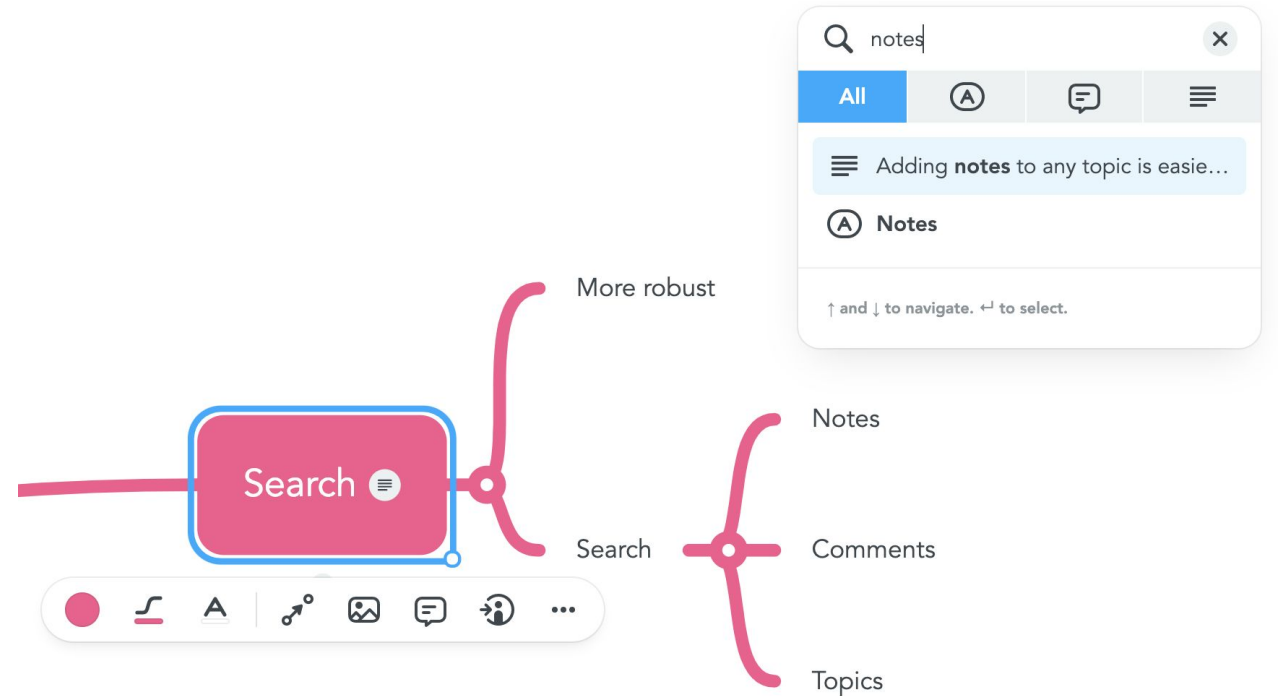 notes
All
Adding notes to any topic is easie…
Notes
↑ and ↓ to navigate. ↵ to select.
More robust
Search
Notes
Search
Comments
Topics